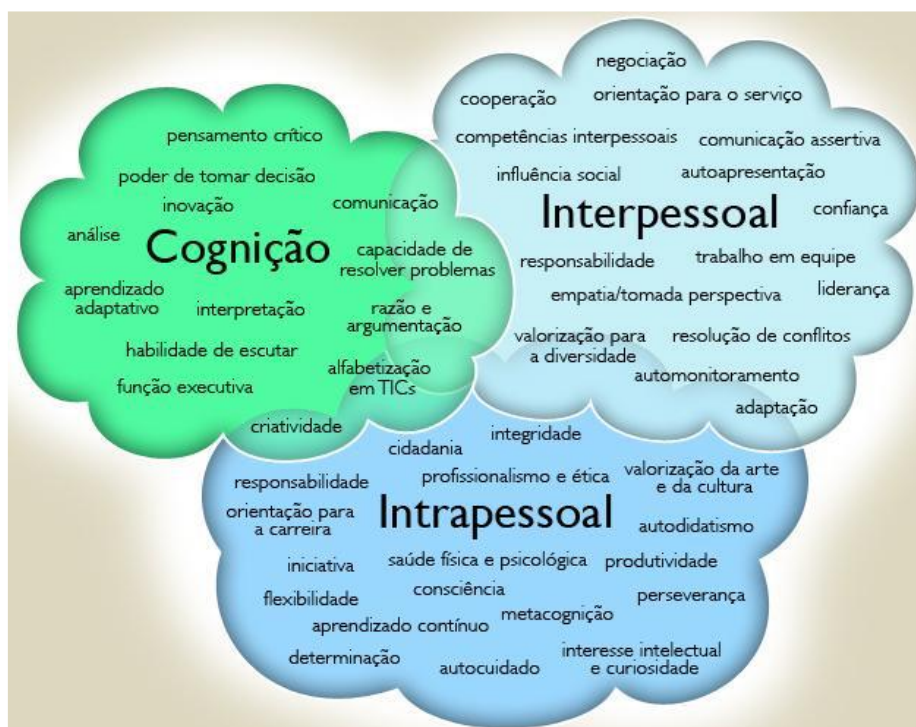 pensamento crítico
poder de tomar decisão
inovação
comunicação
análise
Cognição
capacidade de
resolver problemas
aprendizado
adaptativo
interpretação
razão e
argumentação
habilidade de escutar
função executiva
alfabetização
em TICs
criatividade
negociação
cooperação
orientação para o serviço
competências interpessoais
comunicação assertiva
influência social
autoapresentação
Interpessoal
confiança
responsabilidade
trabalho em equipe
empatia/tomada perspectiva
liderança
valorização para
a diversidade
resolução de conflitos
automonitoramento
adaptação
cidadania
integridade
responsabilidade
profissionalismo e ética
valorização da arte
e da cultura
orientação para
a carreira
Intrapessoal
autodidatismo
iniciativa
saúde física e psicológica
produtividade
flexibilidade
consciência
metacognição
perseverança
aprendizado contínuo
determinação
autocuidado
interesse intelectual
e curiosidade